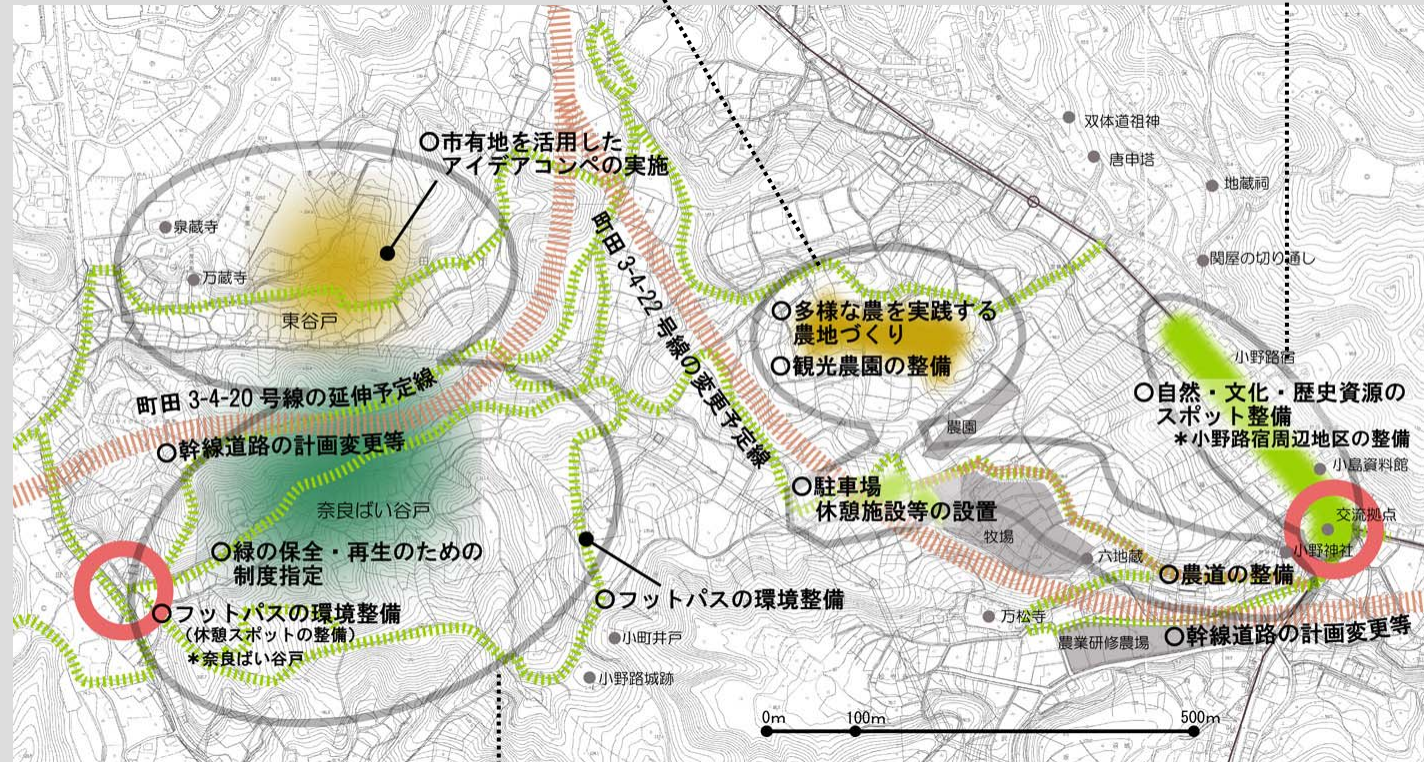 双体道祖神
唐申塔
地蔵祠
関屋の切り通し
○市有地を活用した
アイデアコンペの実施
泉蔵寺
万蔵寺
東谷戸
町田 3-4-22 号線の変更予定線
○多様な農を実践する
農地づくり
○観光農園の整備
小野路宿
○自然・文化・歴史資源の
スポット整備
＊小野路宿周辺地区の整備
小島資料館
交流拠点
小野神社
町田 3-4-20 号線の延伸予定線
○幹線道路の計画変更等
奈良ばい谷戸
○緑の保全・再生のための
制度指定
○フットパスの環境整備
（休憩スポットの整備）
＊奈良ばい谷戸
農園
○駐車場
休憩施設等の設置
牧場
六地蔵
○農道の整備
○フットパスの環境整備
万松寺
農業研修農場
○幹線道路の計画変更等
小町井戸
小野路城跡
0m 100m 500m